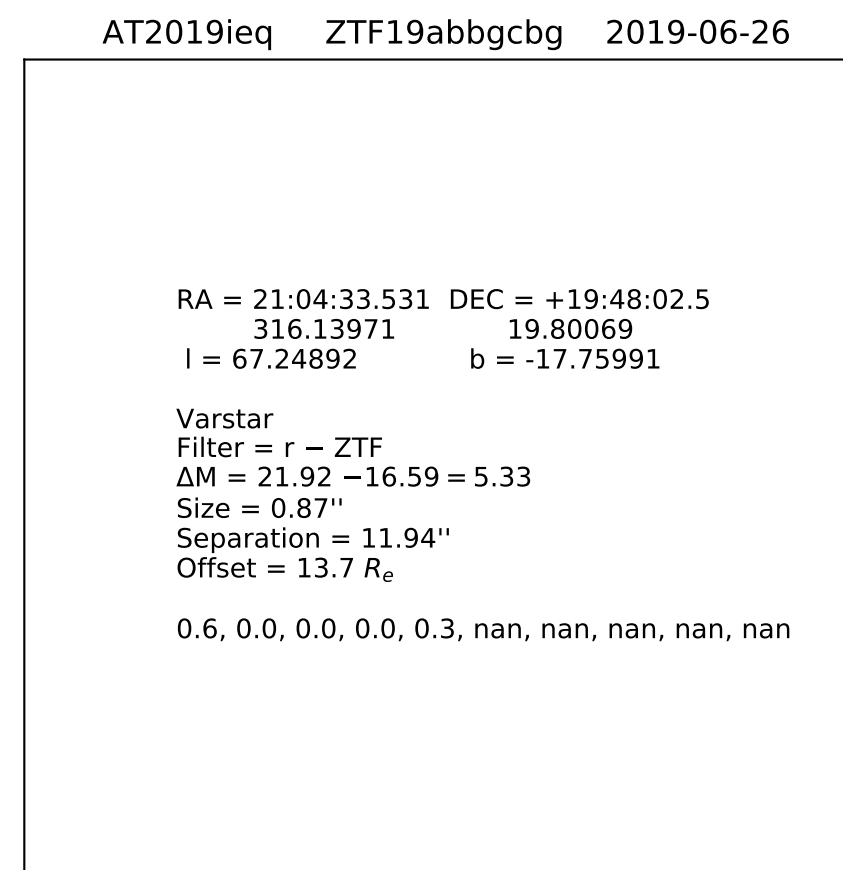 AT2019ieq ZTF19abbgcbg 2019-06-26
RA = 21:04:33.531 DEC = +19:48:02.5
316.13971 19.80069
l = 67.24892 b = -17.75991
Varstar
Filter = r − ZTF
ΔM = 21.92 −16.59 = 5.33
Size = 0.87''
Separation = 11.94''
Offset = 13.7 Rₑ
0.6, 0.0, 0.0, 0.0, 0.3, nan, nan, nan, nan, nan